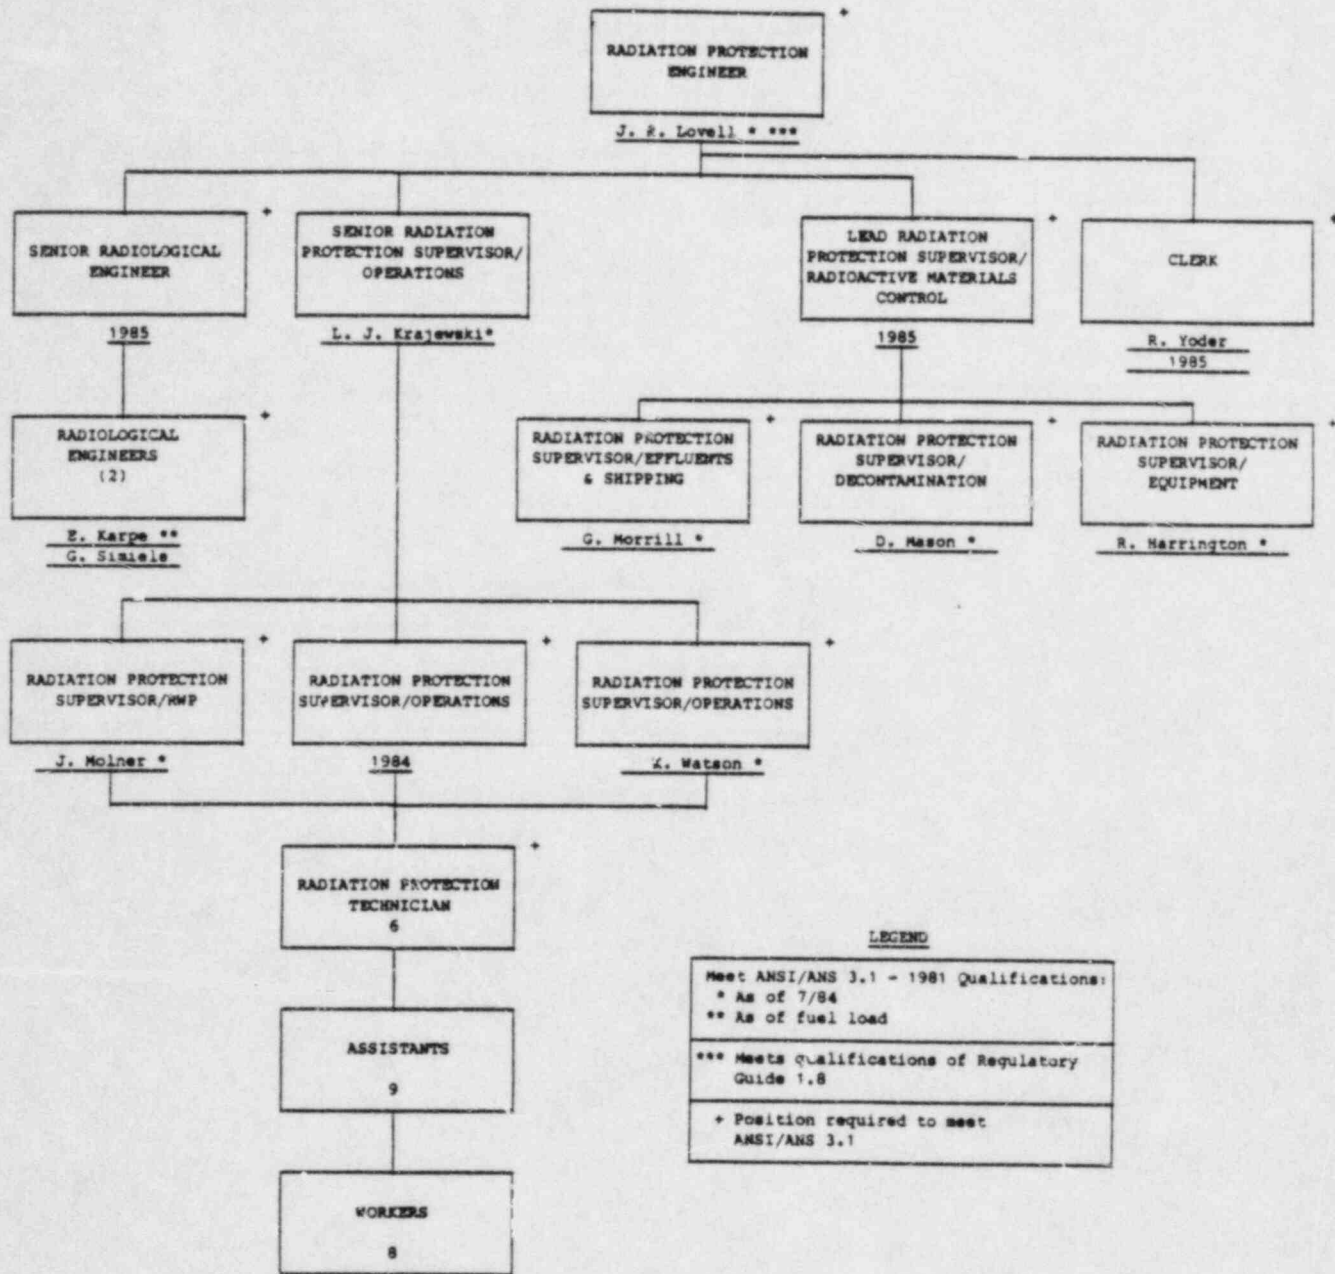 +
RADIATION PROTECTION
ENGINEER
J. R. Lovell * ***
+
SENIOR RADIOLOGICAL
ENGINEER
1985
SENIOR RADIATION
PROTECTION SUPERVISOR/
OPERATIONS
L. J. Krajewski*
+
LEAD RADIATION
PROTECTION SUPERVISOR/
RADIOACTIVE MATERIALS
CONTROL
1985
+
CLERK
R. Yoder
1985
+
RADIOLOGICAL
ENGINEERS
(2)
E. Karpe **
G. Simiele
+
RADIATION PROTECTION
SUPERVISOR/EFFLUENTS
& SHIPPING
G. Morrill *
+
RADIATION PROTECTION
SUPERVISOR/
DECONTAMINATION
D. Mason *
+
RADIATION PROTECTION
SUPERVISOR/
EQUIPMENT
R. Harrington *
+
RADIATION PROTECTION
SUPERVISOR/RWP
J. Molner *
+
RADIATION PROTECTION
SUPERVISOR/OPERATIONS
1984
+
RADIATION PROTECTION
SUPERVISOR/OPERATIONS
Watson *
+
RADIATION PROTECTION
TECHNICIAN
6
ASSISTANTS
9
WORKERS
8
LEGEND
Meet ANSI/ANS 3.1 - 1981 Qualifications:
* As of 7/84
** As of fuel load
*** Meets qualifications of Regulatory
Guide 1.8
+ Position required to meet
ANSI/ANS 3.1